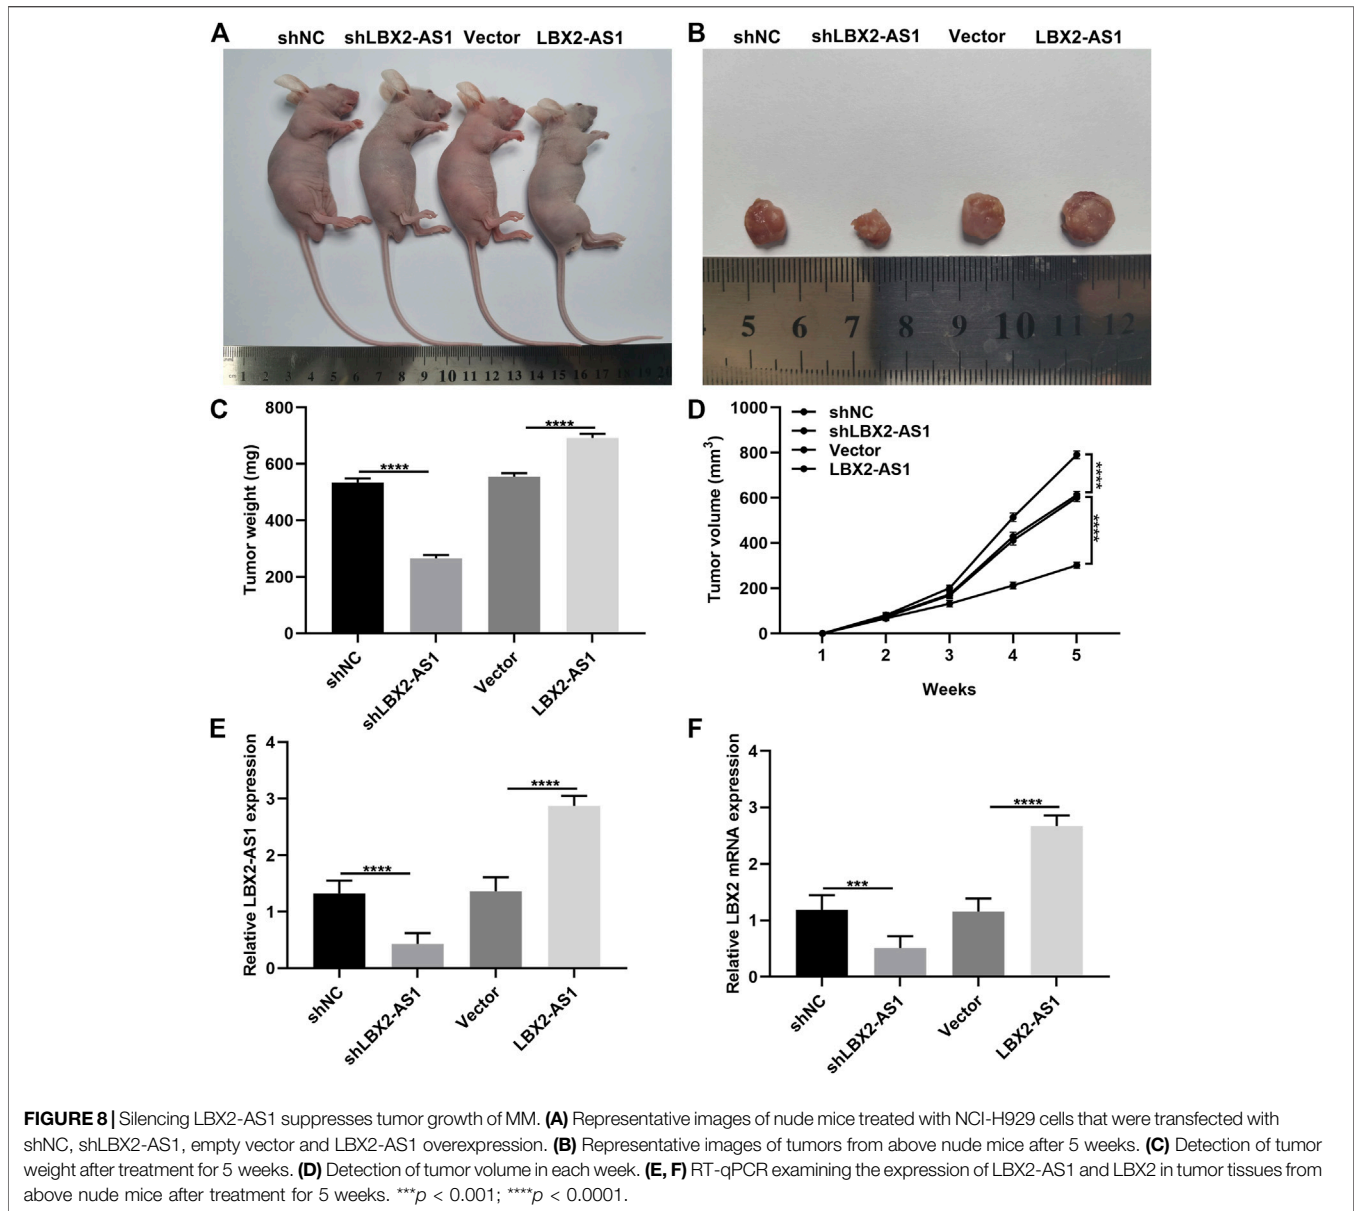 A
shNC shLBX2-AS1 Vector LBX2-AS1
1 2 3 4 5 6 7 8 9 10 11 12 13 14 15 16 17 18 19
B
shNC shLBX2-AS1 Vector LBX2-AS1
5 6 7 8 9 10 11 12
C
Tumor weight (mg)
800
600
400
200
0
****
****
shNC
shLBX2-AS1
Vector
LBX2-AS1
D
Tumor volume (mm³)
1000
800
600
400
200
0
shNC
shLBX2-AS1
Vector
LBX2-AS1
****
****
1 2 3 4 5
Weeks
E
Relative LBX2-AS1 expression
4
3
2
1
0
****
****
shNC
shLBX2-AS1
Vector
LBX2-AS1
F
Relative LBX2 mRNA expression
4
3
2
1
0
***
****
shNC
shLBX2-AS1
Vector
LBX2-AS1
FIGURE 8 | Silencing LBX2-AS1 suppresses tumor growth of MM. (A) Representative images of nude mice treated with NCI-H929 cells that were transfected with
shNC, shLBX2-AS1, empty vector and LBX2-AS1 overexpression. (B) Representative images of tumors from above nude mice after 5 weeks. (C) Detection of tumor
weight after treatment for 5 weeks. (D) Detection of tumor volume in each week. (E, F) RT-qPCR examining the expression of LBX2-AS1 and LBX2 in tumor tissues from
above nude mice after treatment for 5 weeks. ***p < 0.001; ****p < 0.0001.